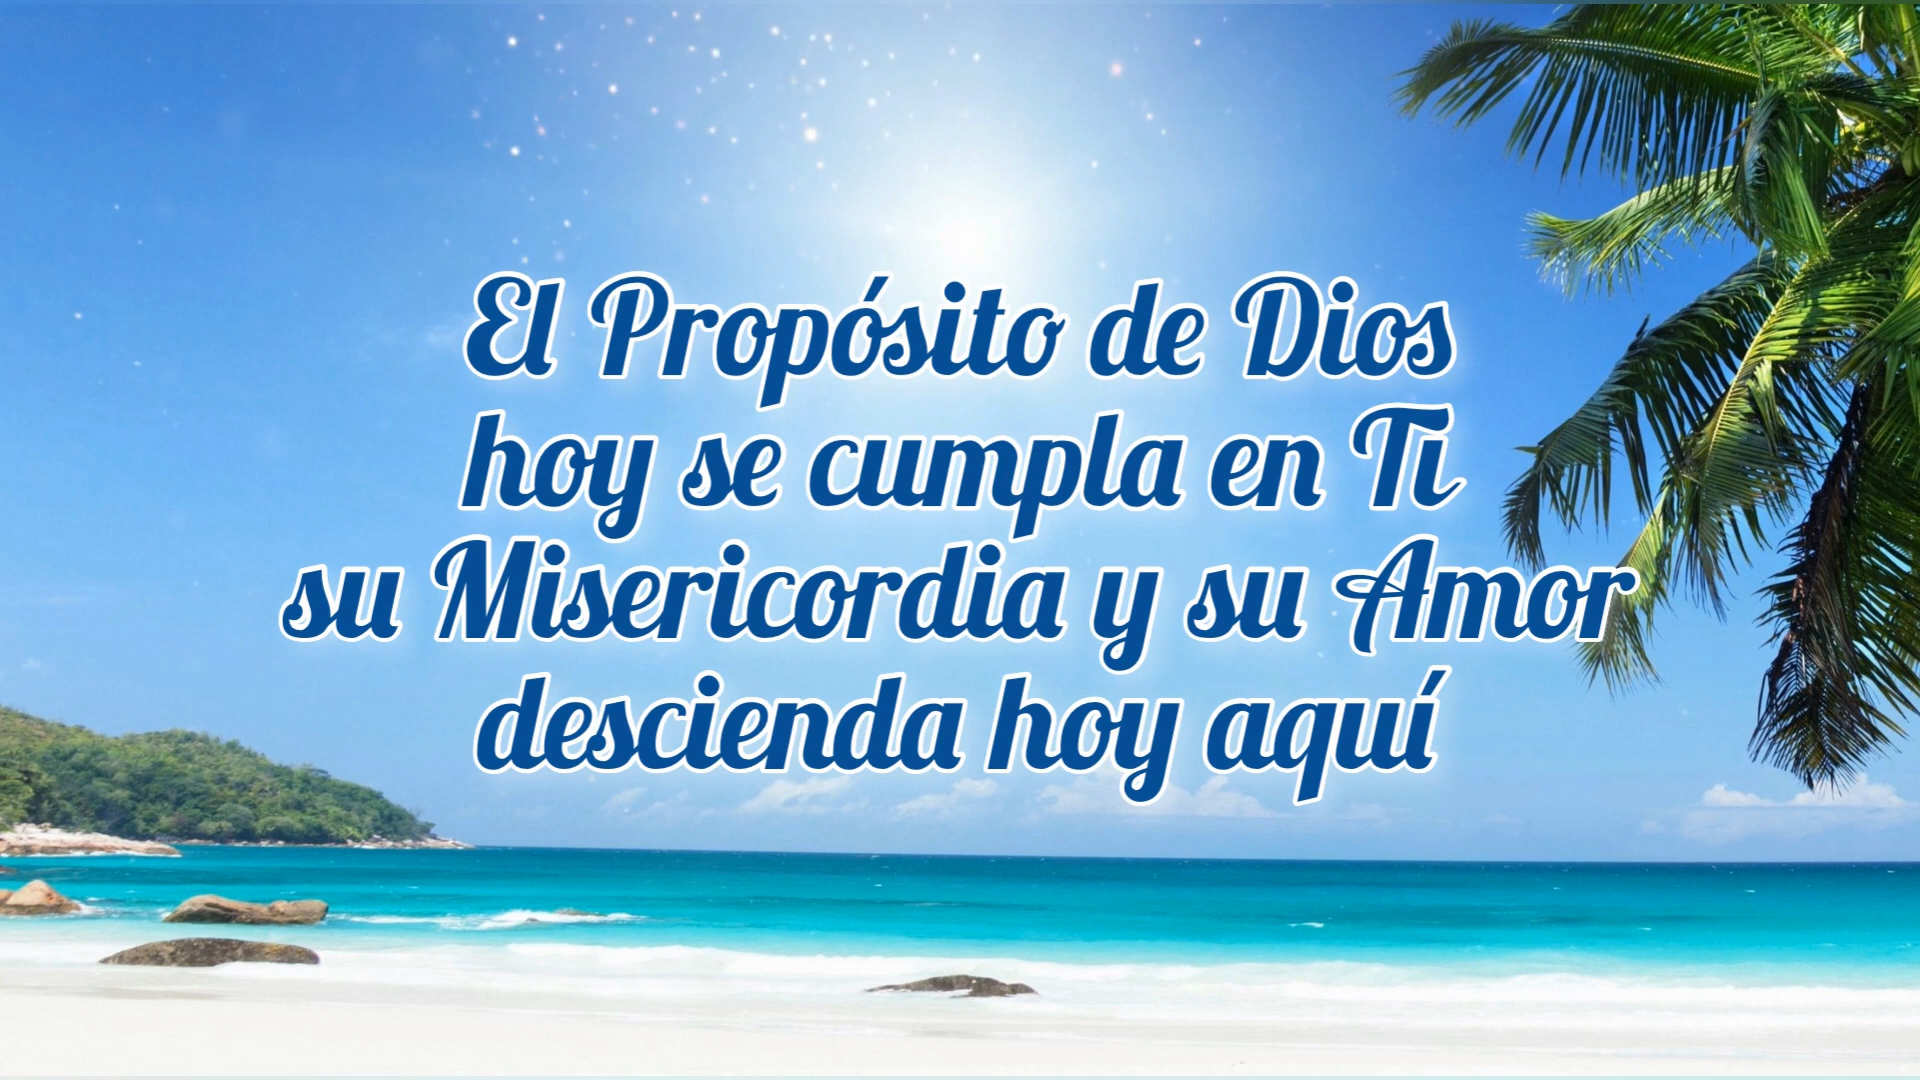 El Propósito de Dios
hoy se cumpla en Ti
su Misericordia y su Amor
descienda hoy aquí